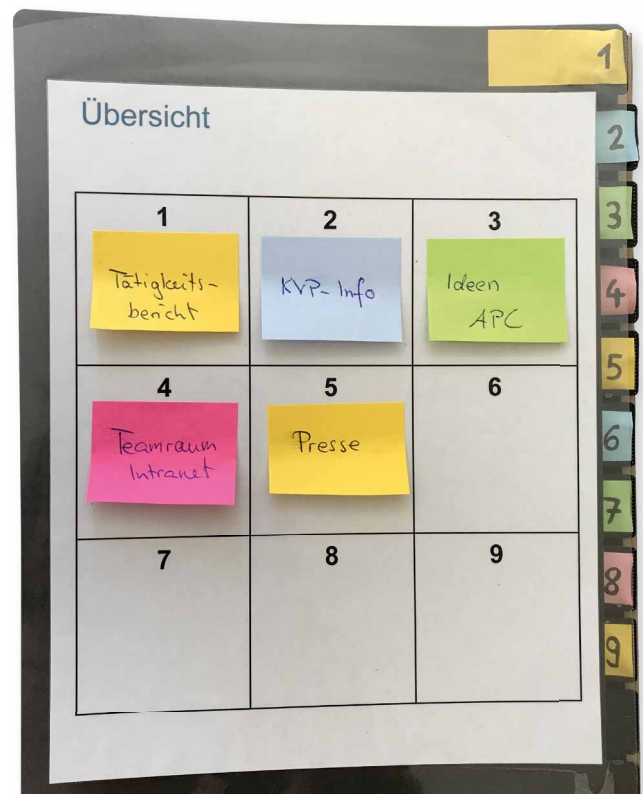 Übersicht
1 2 3
Tätigkeits-
bericht
KVP-Info
Ideen
APC
4 5 6
Teamraum
Intranet
Presse
7 8 9
1
2
3
4
5
6
7
8
9